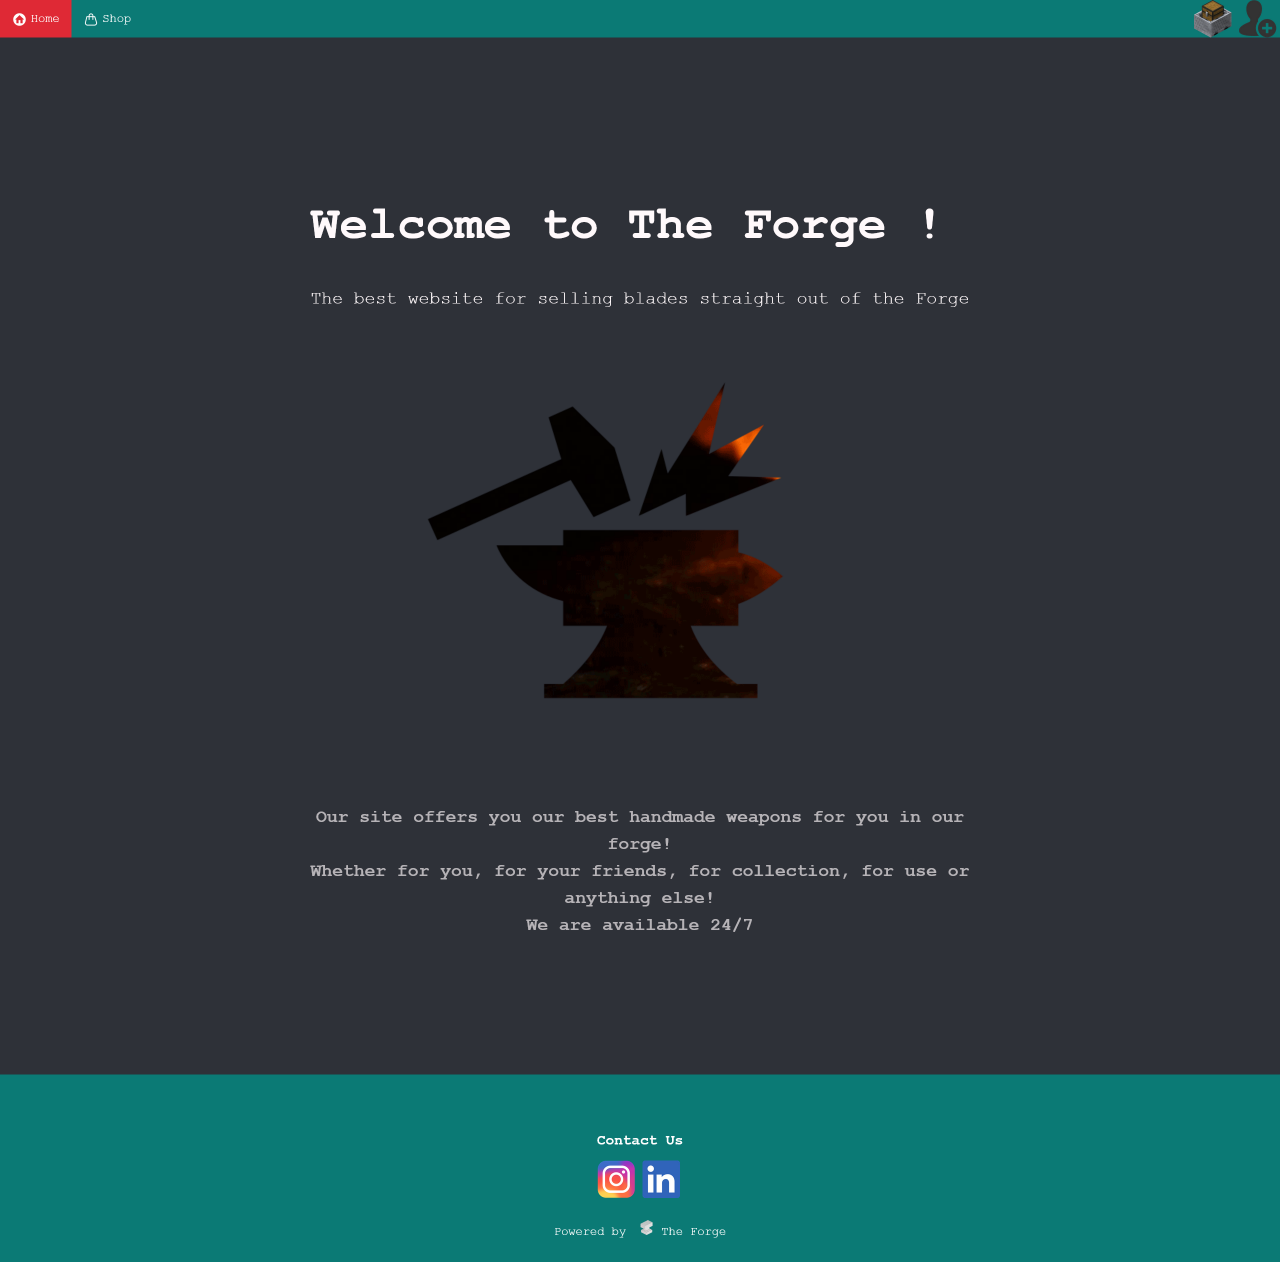 Home
Shop
Welcome to The Forge !
The best website for selling blades straight out of the Forge
Our site offers you our best handmade weapons for you in our
forge!
Whether for you, for your friends, for collection, for use or
anything else!
We are available 24/7
Contact Us
in
Powered by The Forge